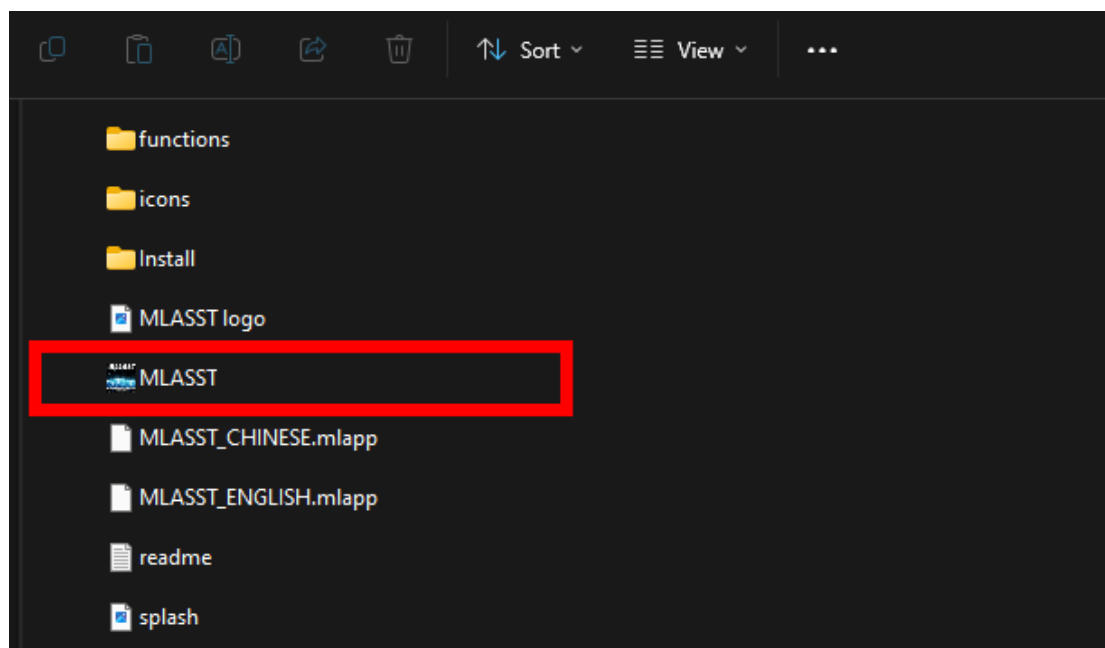 Sort View
functions
icons
Install
MLASST logo
MLASST
MLASST_CHINESE.mlapp
MLASST_ENGLISH.mlapp
readme
splash